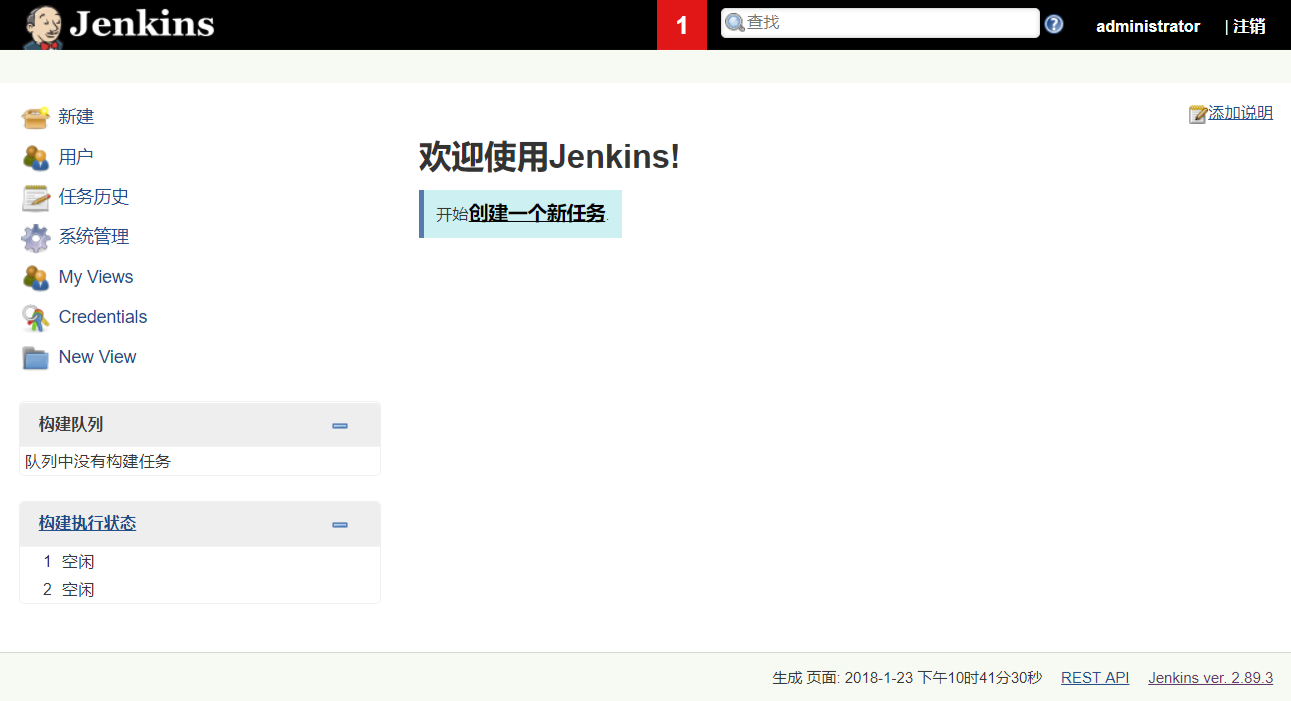 Jenkins
1
查找
administrator
| 注销
添加说明
新建
用户
任务历史
系统管理
My Views
Credentials
New View
欢迎使用Jenkins!
开始创建一个新任务.
构建队列
队列中没有构建任务
构建执行状态
1 空闲
2 空闲
生成 页面: 2018-1-23 下午10时41分30秒 REST API Jenkins ver. 2.89.3